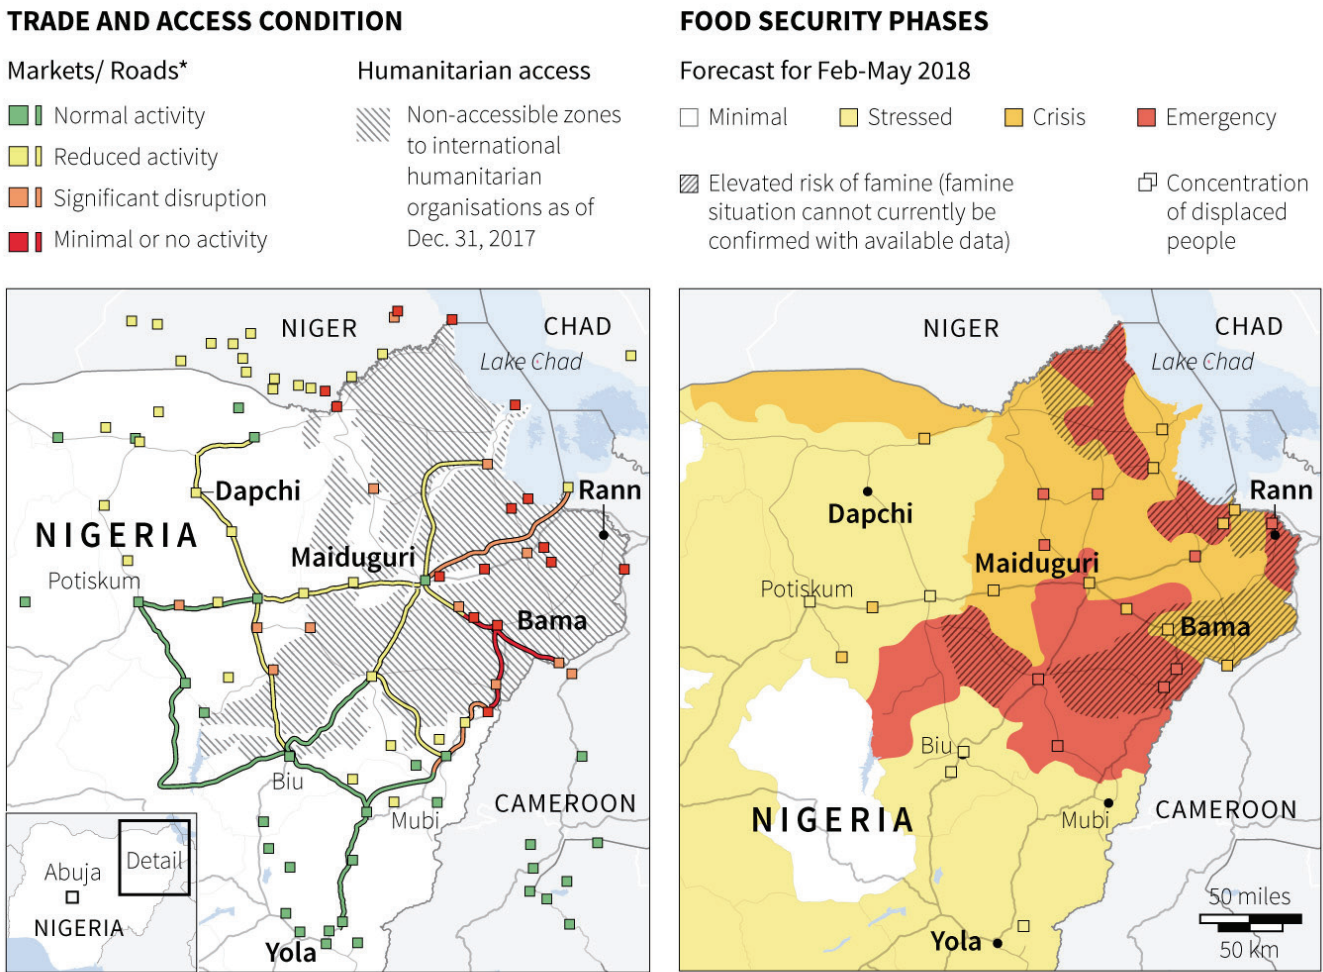 TRADE AND ACCESS CONDITION
Markets/ Roads*
Normal activity
Reduced activity
Significant disruption
Minimal or no activity
Humanitarian access
Non-accessible zones
to international
humanitarian
organisations as of
Dec. 31, 2017
NIGER
CHAD
Lake Chad
Dapchi
Rann
NIGERIA
Maiduguri
Potiskum
Bama
Biu
CAMEROON
Mubi
Abuja
Detail
NIGERIA
Yola
FOOD SECURITY PHASES
Forecast for Feb-May 2018
Minimal
Stressed
Crisis
Emergency
Elevated risk of famine (famine
situation cannot currently be
confirmed with available data)
Concentration
of displaced
people
NIGER
CHAD
Lake Chad
Rann
Dapchi
Maiduguri
Potiskum
Bama
Biu
NIGERIA
Mubi
CAMEROON
50 miles
50 km
Yola